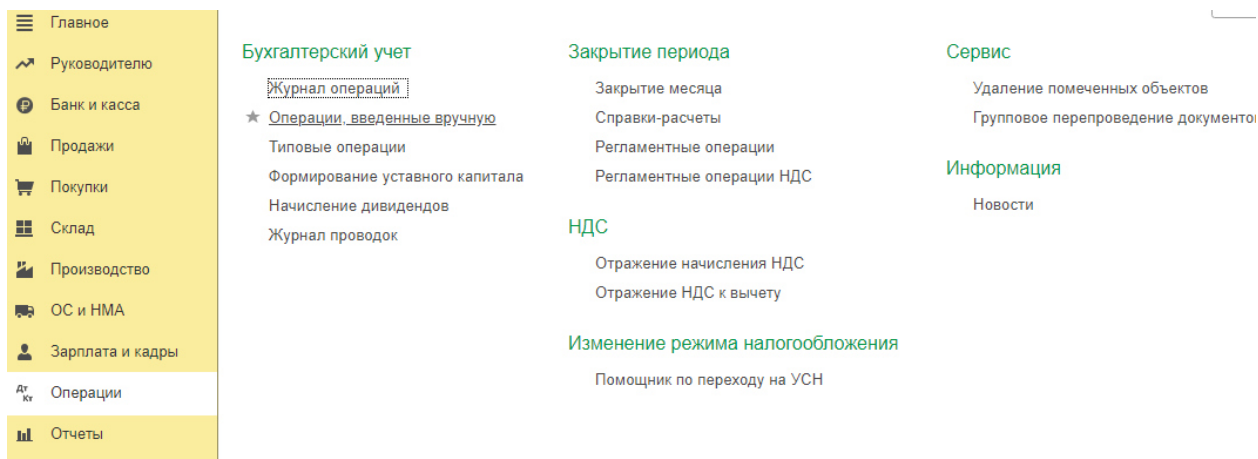 Главное
Руководителю
Банк и касса
Продажи
Покупки
Склад
Производство
ОС и НМА
Зарплата и кадры
Дт Кт Операции
Отчеты
Бухгалтерский учет
Журнал операций
Операции, введенные вручную
Типовые операции
Формирование уставного капитала
Начисление дивидендов
Журнал проводок
Закрытие периода
Закрытие месяца
Справки-расчеты
Регламентные операции
Регламентные операции НДС
НДС
Отражение начисления НДС
Отражение НДС к вычету
Изменение режима налогообложения
Помощник по переходу на УСН
Сервис
Удаление помеченных объектов
Групповое перепроведение документов
Информация
Новости